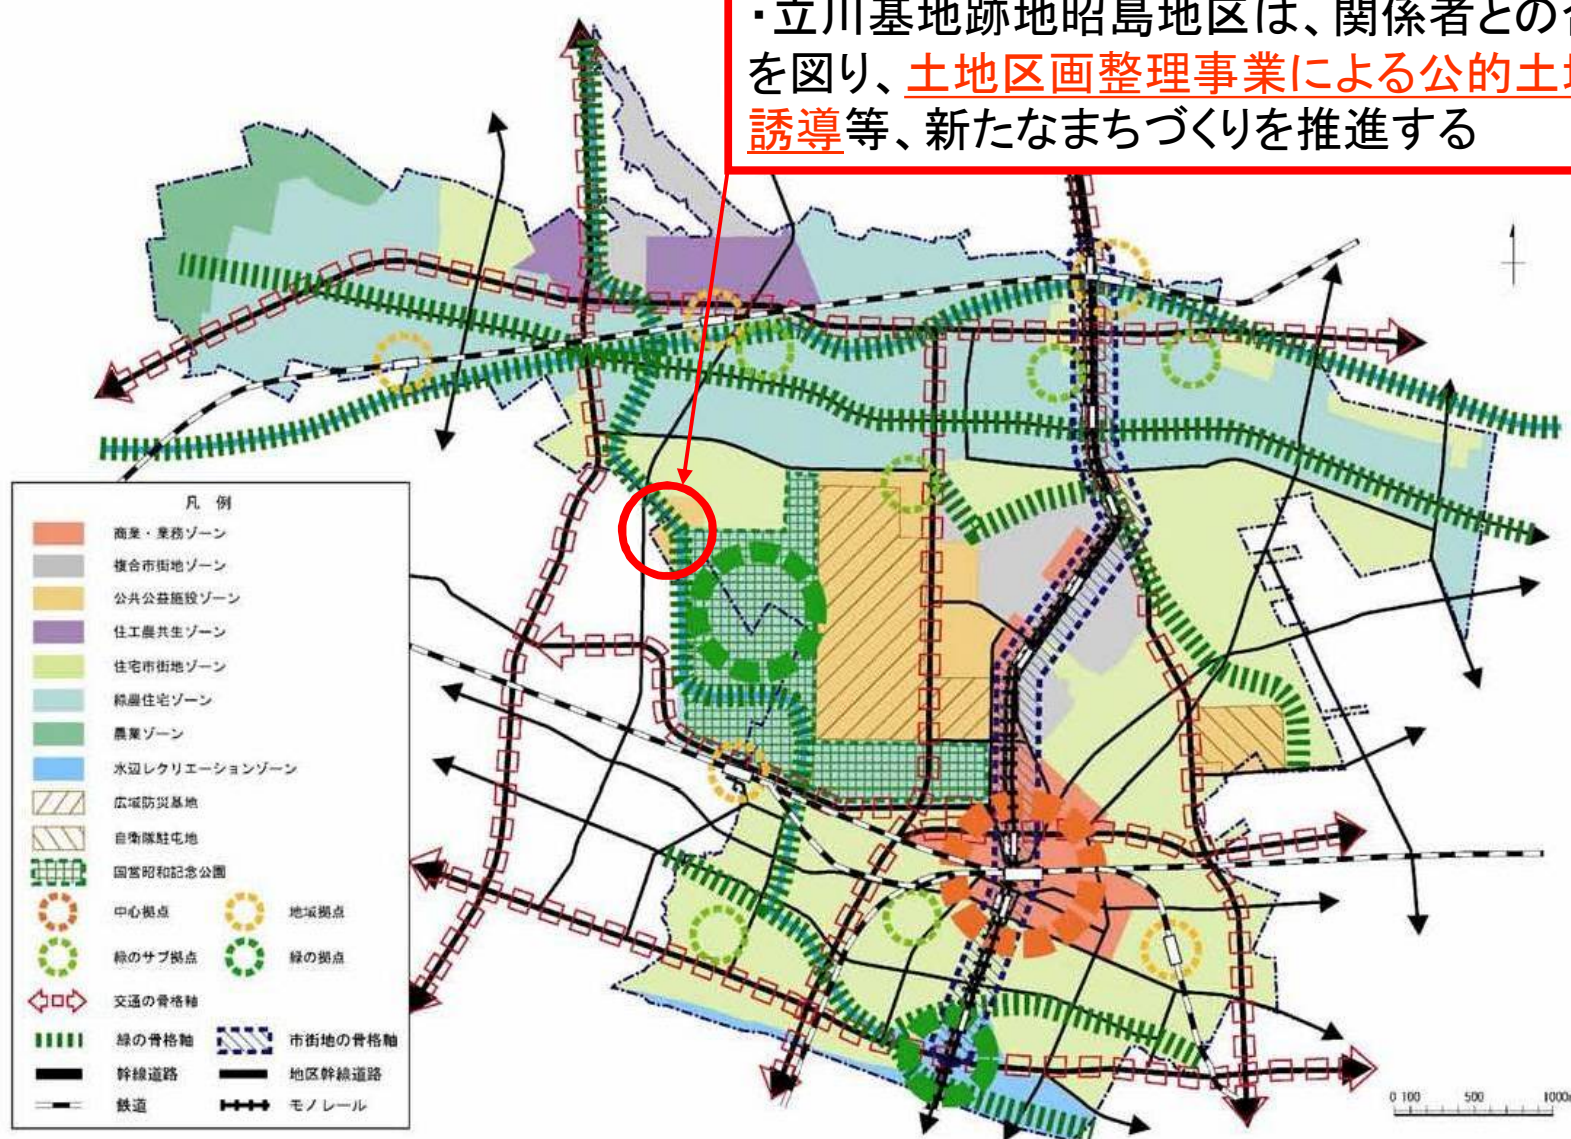 ・立川基地跡地昭島地区は、関係者との
を図り、土地区画整理事業による公的土
誘導等、新たなまちづくりを推進する
凡 例
商業・業務ゾーン
複合市街地ゾーン
公共公益施設ゾーン
住工農共生ゾーン
住宅市街地ゾーン
緑農住宅ゾーン
農業ゾーン
水辺レクリエーションゾーン
広域防災基地
自衛隊駐屯地
国営昭和記念公園
中心拠点 地域拠点
緑のサブ拠点 緑の拠点
交通の骨格軸
緑の骨格軸 市街地の骨格軸
幹線道路 地区幹線道路
鉄道 モノレール
0 100 500 1000